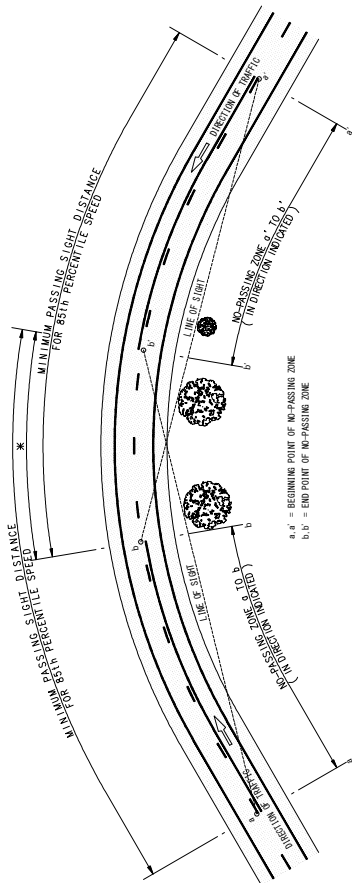 MINIMUM PASSING SIGHT DISTANCE
FOR 85th PERCENTILE SPEED
*
MINIMUM PASSING SIGHT DISTANCE
FOR 85th PERCENTILE SPEED
a
DIRECTION OF TRAFFIC
LINE OF SIGHT
b
b'
LINE OF SIGHT
DIRECTION OF TRAFFIC
a'
a
NO-PASSING ZONE a TO b
( IN DIRECTION INDICATED )
b
b'
NO-PASSING ZONE a' TO b'
( IN DIRECTION INDICATED )
a'
a.a' = BEGINNING POINT OF NO-PASSING ZONE
b.b' = END POINT OF NO-PASSING ZONE